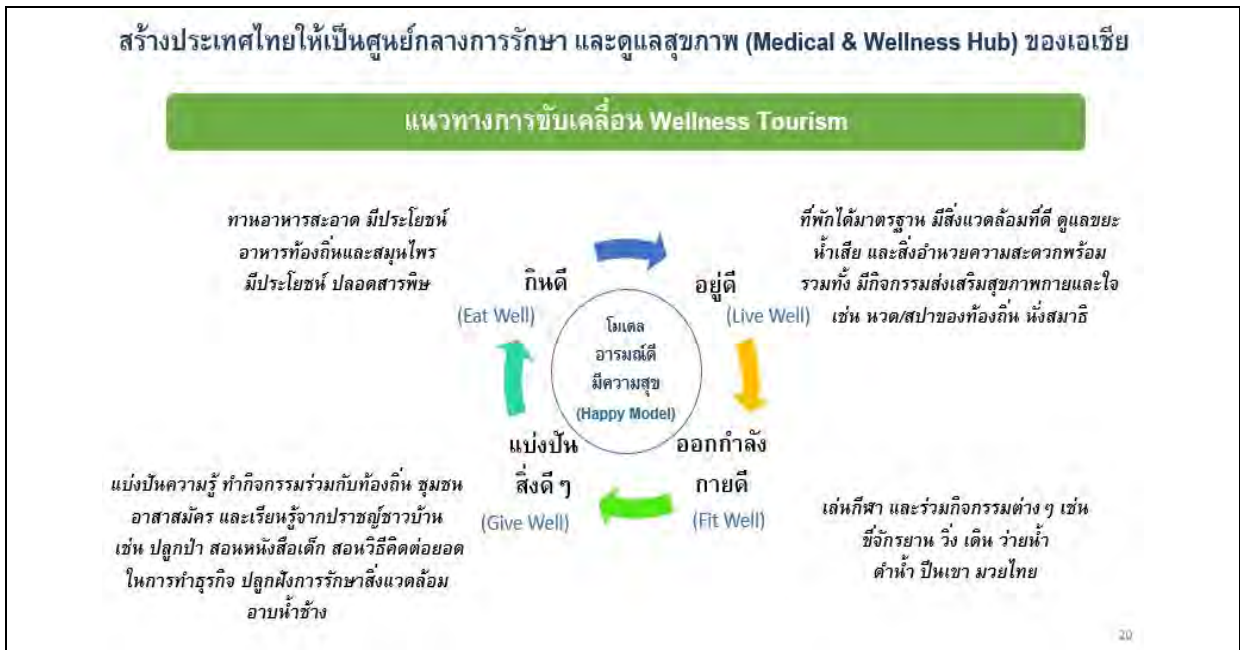 สร้างประเทศไทยให้เป็นศูนย์กลางการรักษา และดูแลสุขภาพ (Medical & Wellness Hub) ของเอเชีย
แนวทางการขับเคลื่อน Wellness Tourism
ทานอาหารสะอาด มีประโยชน์
อาหารท้องถิ่นและสมุนไพร
มีประโยชน์ ปลอดสารพิษ
กินดี
(Eat Well)
อยู่ดี
(Live Well)
ที่พักได้มาตรฐาน มีสิ่งแวดล้อมที่ดี ดูแลขยะ
น้ำเสีย และสิ่งอำนวยความสะดวกพร้อม
รวมทั้ง มีกิจกรรมส่งเสริมสุขภาพกายและใจ
เช่น นวด/สปาของท้องถิ่น นั่งสมาธิ
โมเดล
อารมณ์ดี
มีความสุข
(Happy Model)
แบ่งปัน
สิ่งดี ๆ
(Give Well)
ออกกำลัง
กายดี
(Fit Well)
แบ่งปันความรู้ ทำกิจกรรมร่วมกับท้องถิ่น ชุมชน
อาสาสมัคร และเรียนรู้จากปราชญ์ชาวบ้าน
เช่น ปลูกป่า สอนหนังสือเด็ก สอนวิธีคิดต่อยอด
ในการทำธุรกิจ ปลูกฝังการรักษาสิ่งแวดล้อม
อาบน้ำช้าง
เล่นกีฬา และร่วมกิจกรรมต่าง ๆ เช่น
ขี่จักรยาน วิ่ง เดิน ว่ายน้ำ
ดำน้ำ ปีนเขา มวยไทย
20